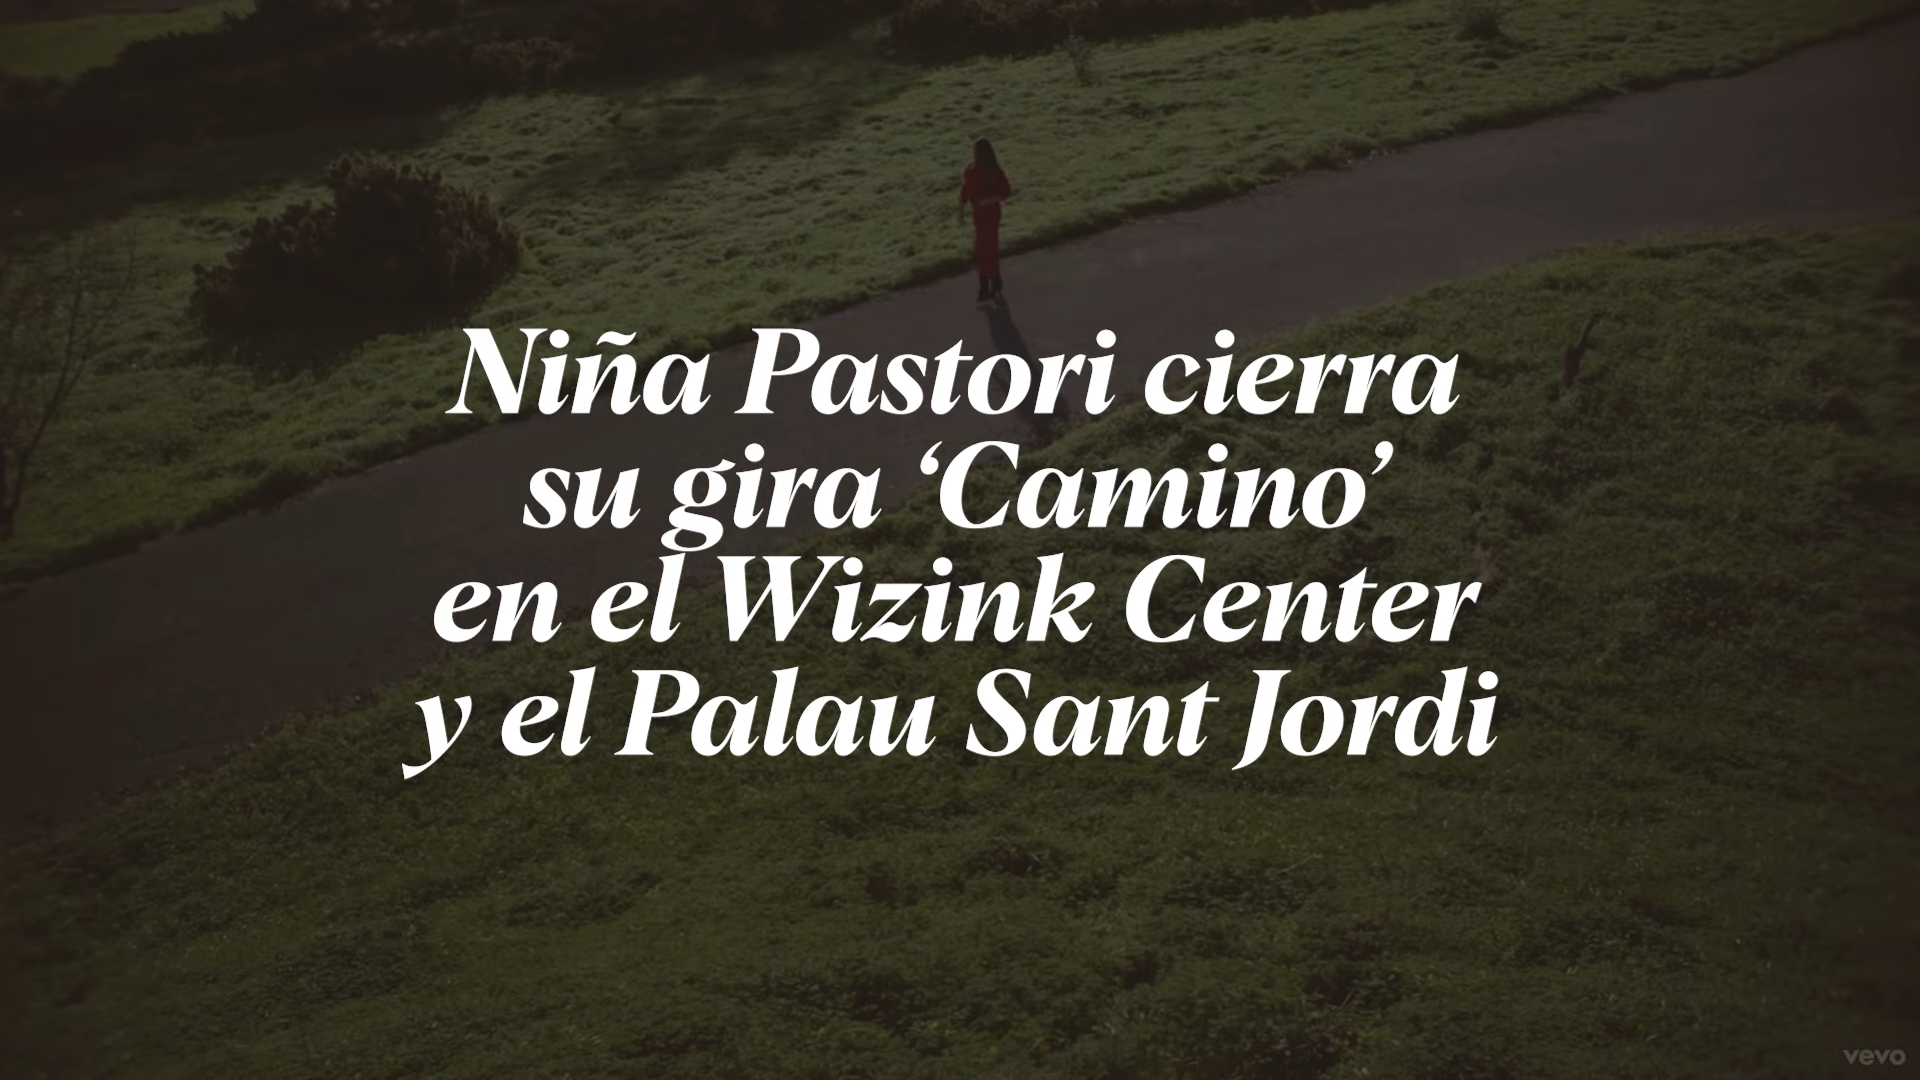 Niña Pastori cierra
su gira ‘Camino’
en el Wizink Center
y el Palau Sant Jordi
vevo